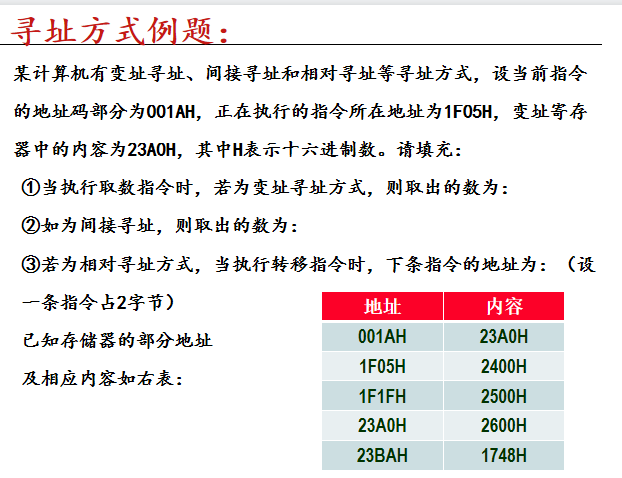 寻址方式例题：
某计算机有变址寻址、间接寻址和相对寻址等寻址方式，设当前指令
的地址码部分为001AH，正在执行的指令所在地址为1F05H，变址寄存
器中的内容为23A0H，其中H表示十六进制数。请填充：
①当执行取数指令时，若为变址寻址方式，则取出的数为：
②如为间接寻址，则取出的数为：
③若为相对寻址方式，当执行转移指令时，下条指令的地址为：（设
一条指令占2字节）
已知存储器的部分地址
及相应内容如右表：
地址 内容
001AH 23A0H
1F05H 2400H
1F1FH 2500H
23A0H 2600H
23BAH 1748H